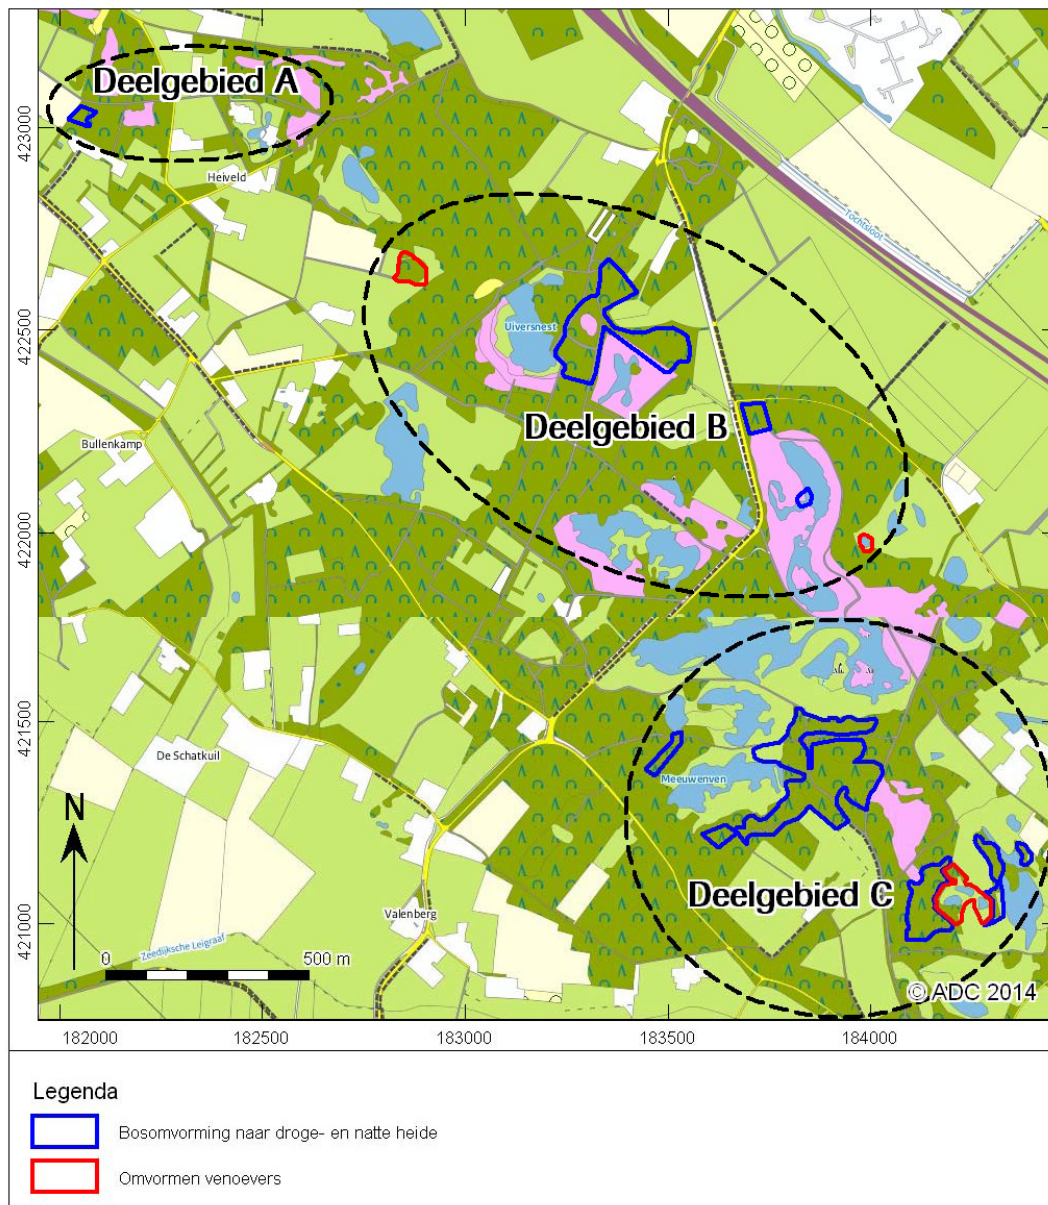 Deelgebied A
423000
Heiveld
Tochtsloot
422500
Uiversnest
Deelgebied B
Bullenkamp
422000
421500
De Schatkuil
Meeuwenven
N
Deelgebied C
Valenberg
421000
Zeedijksche Leigraaf
0 500 m
© ADC 2014
182000 182500 183000 183500 184000
Legenda
Bosomvorming naar droge- en natte heide
Omvormen venoevers